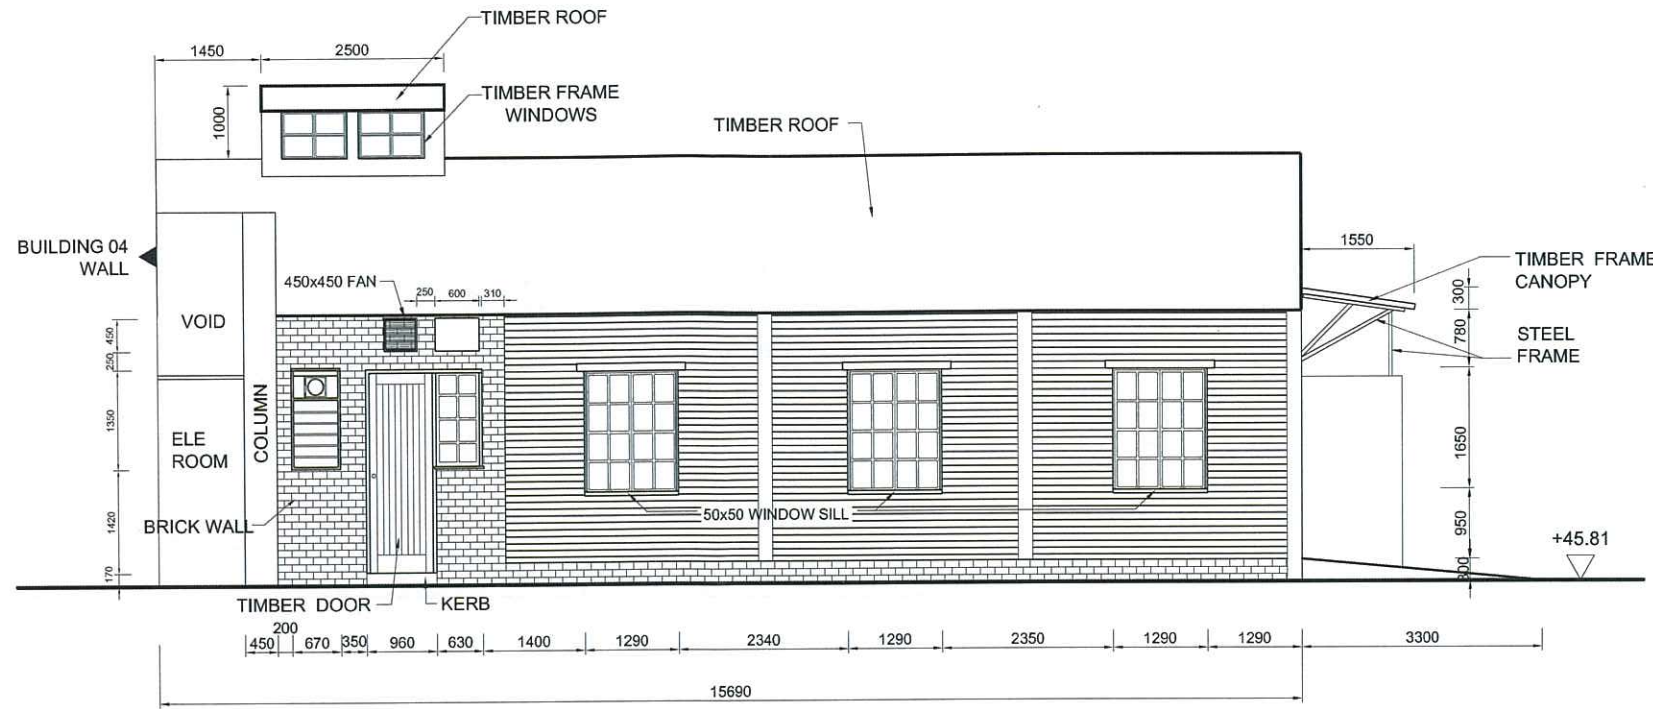 TIMBER ROOF
1450
2500
TIMBER FRAME
WINDOWS
1000
TIMBER ROOF
BUILDING 04
WALL
1550
TIMBER FRAME
CANOPY
450x450 FAN
250
600
310
300
780
STEEL
FRAME
VOID
450
250
1350
1420
170
COLUMN
ELE
ROOM
1650
950
300
BRICK WALL
50x50 WINDOW SILL
+45.81
TIMBER DOOR
KERB
200
450
670
350
960
630
1400
1290
2340
1290
2350
1290
1290
3300
15690